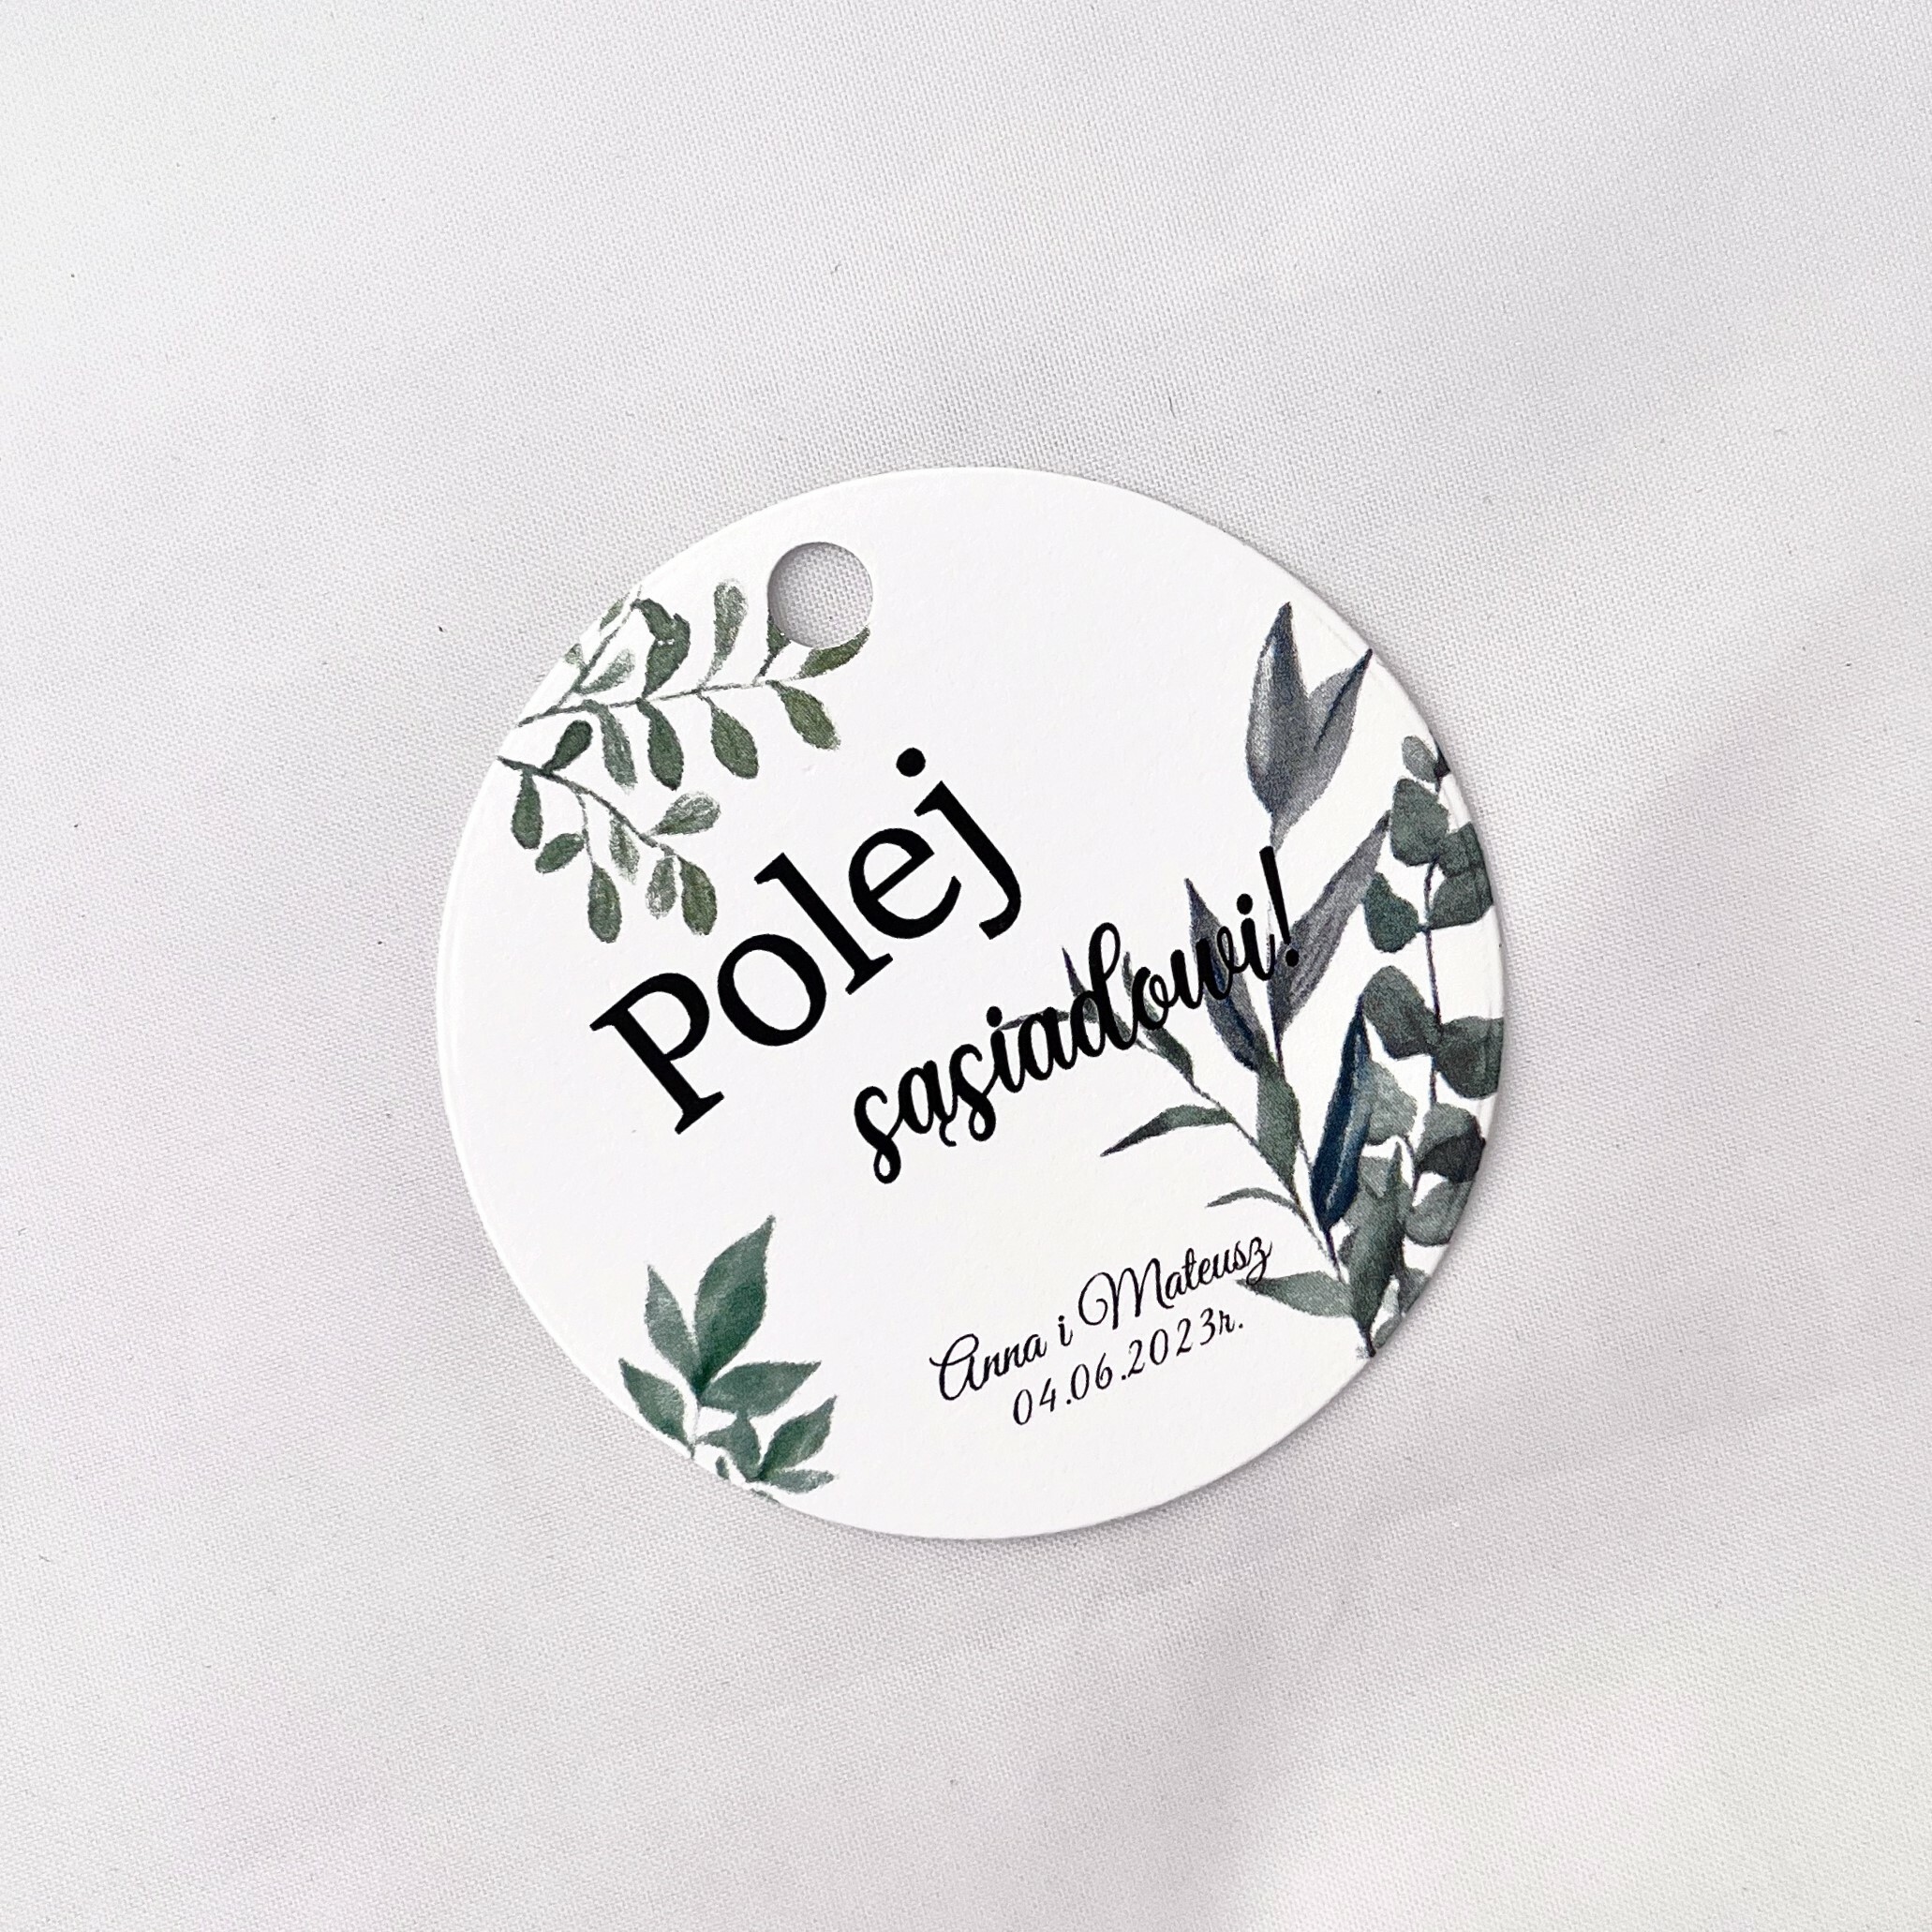 Polej
sąsiadowi!
Anna i Mateusz
04.06.2023r.